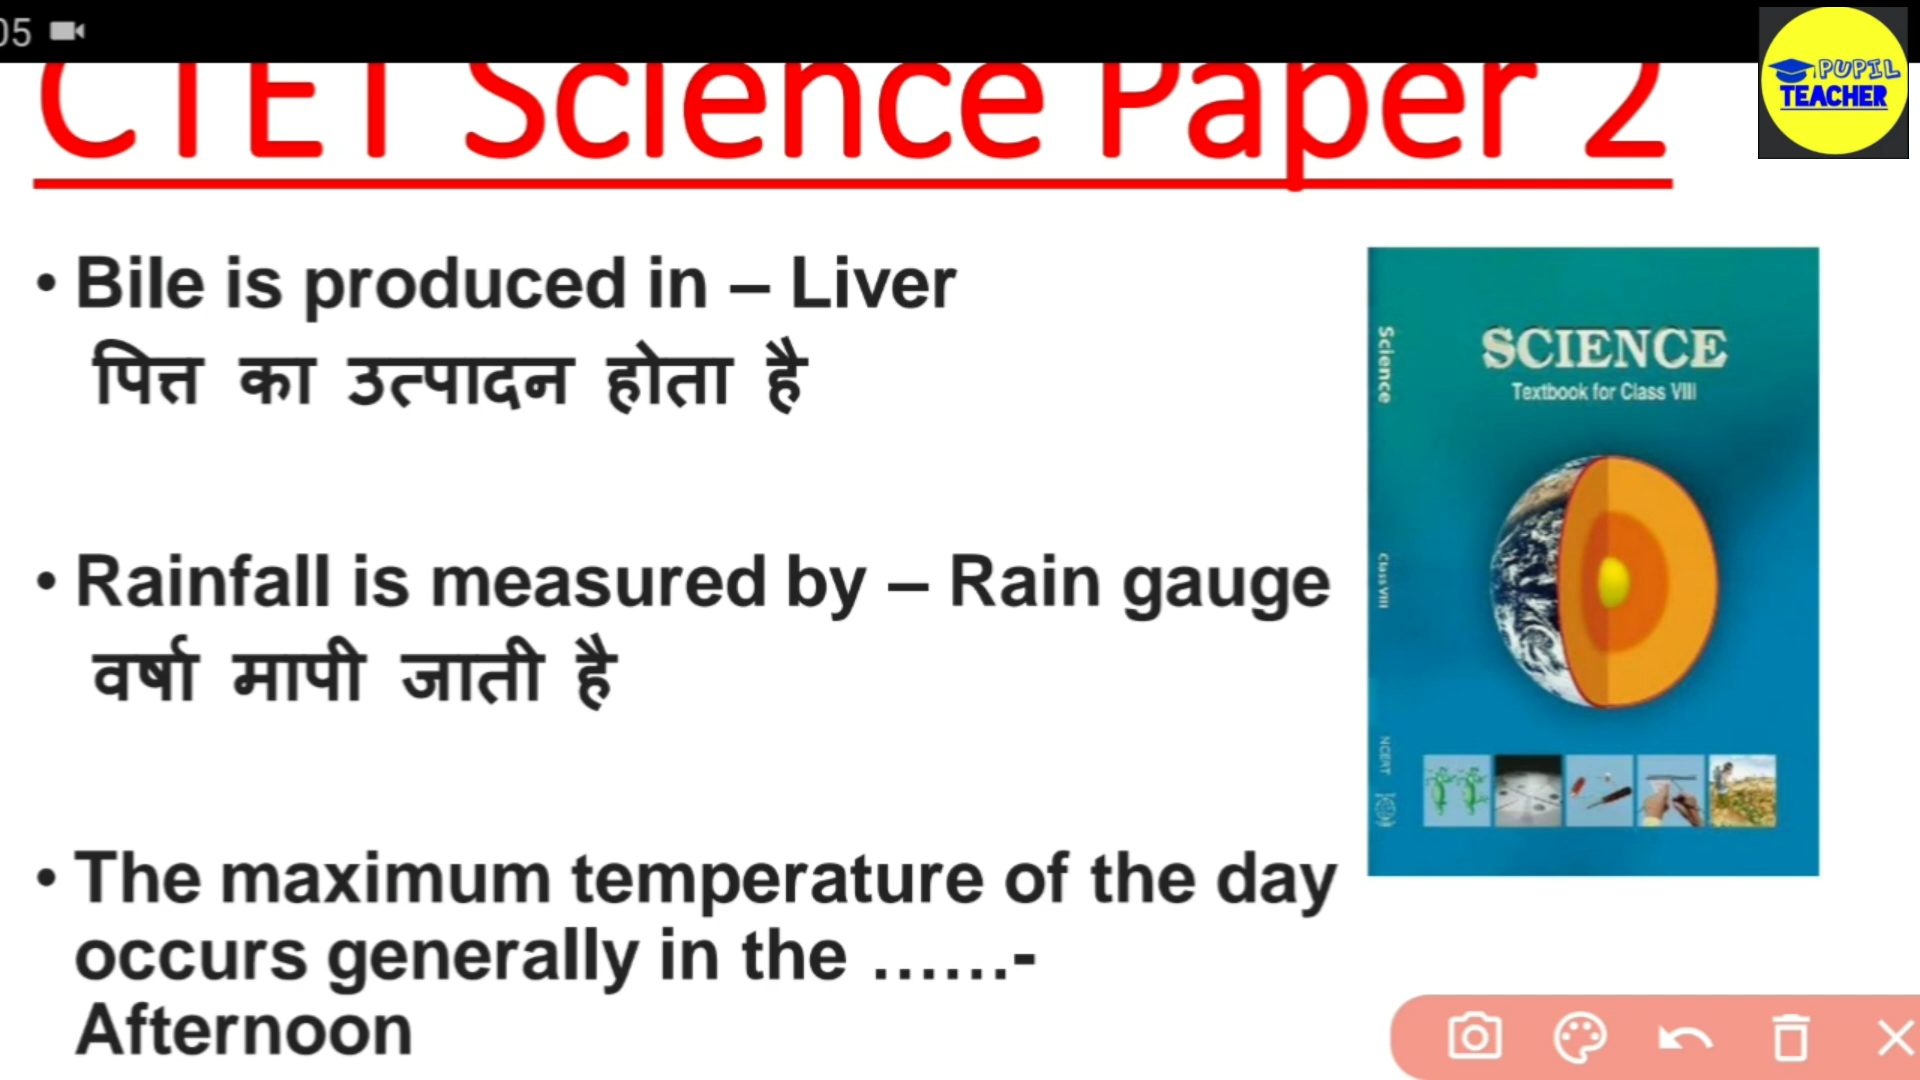 05
CTET Science Paper 2
PUPIL
TEACHER
• Bile is produced in – Liver
पित्त का उत्पादन होता है
• Rainfall is measured by – Rain gauge
वर्षा मापी जाती है
• The maximum temperature of the day
occurs generally in the ......-
Afternoon
SCIENCE
Textbook for Class VIII
Science
Class VIII
NCERT